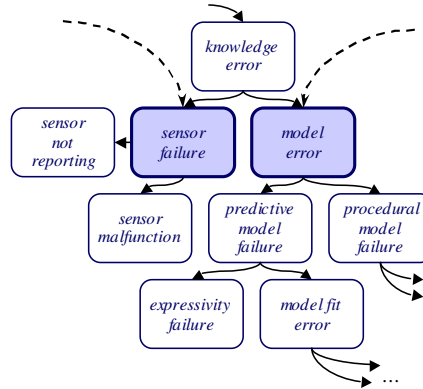 knowledge
error
sensor
not
reporting
sensor
failure
model
error
sensor
malfunction
predictive
model
failure
procedural
model
failure
expressivity
failure
model fit
error
...